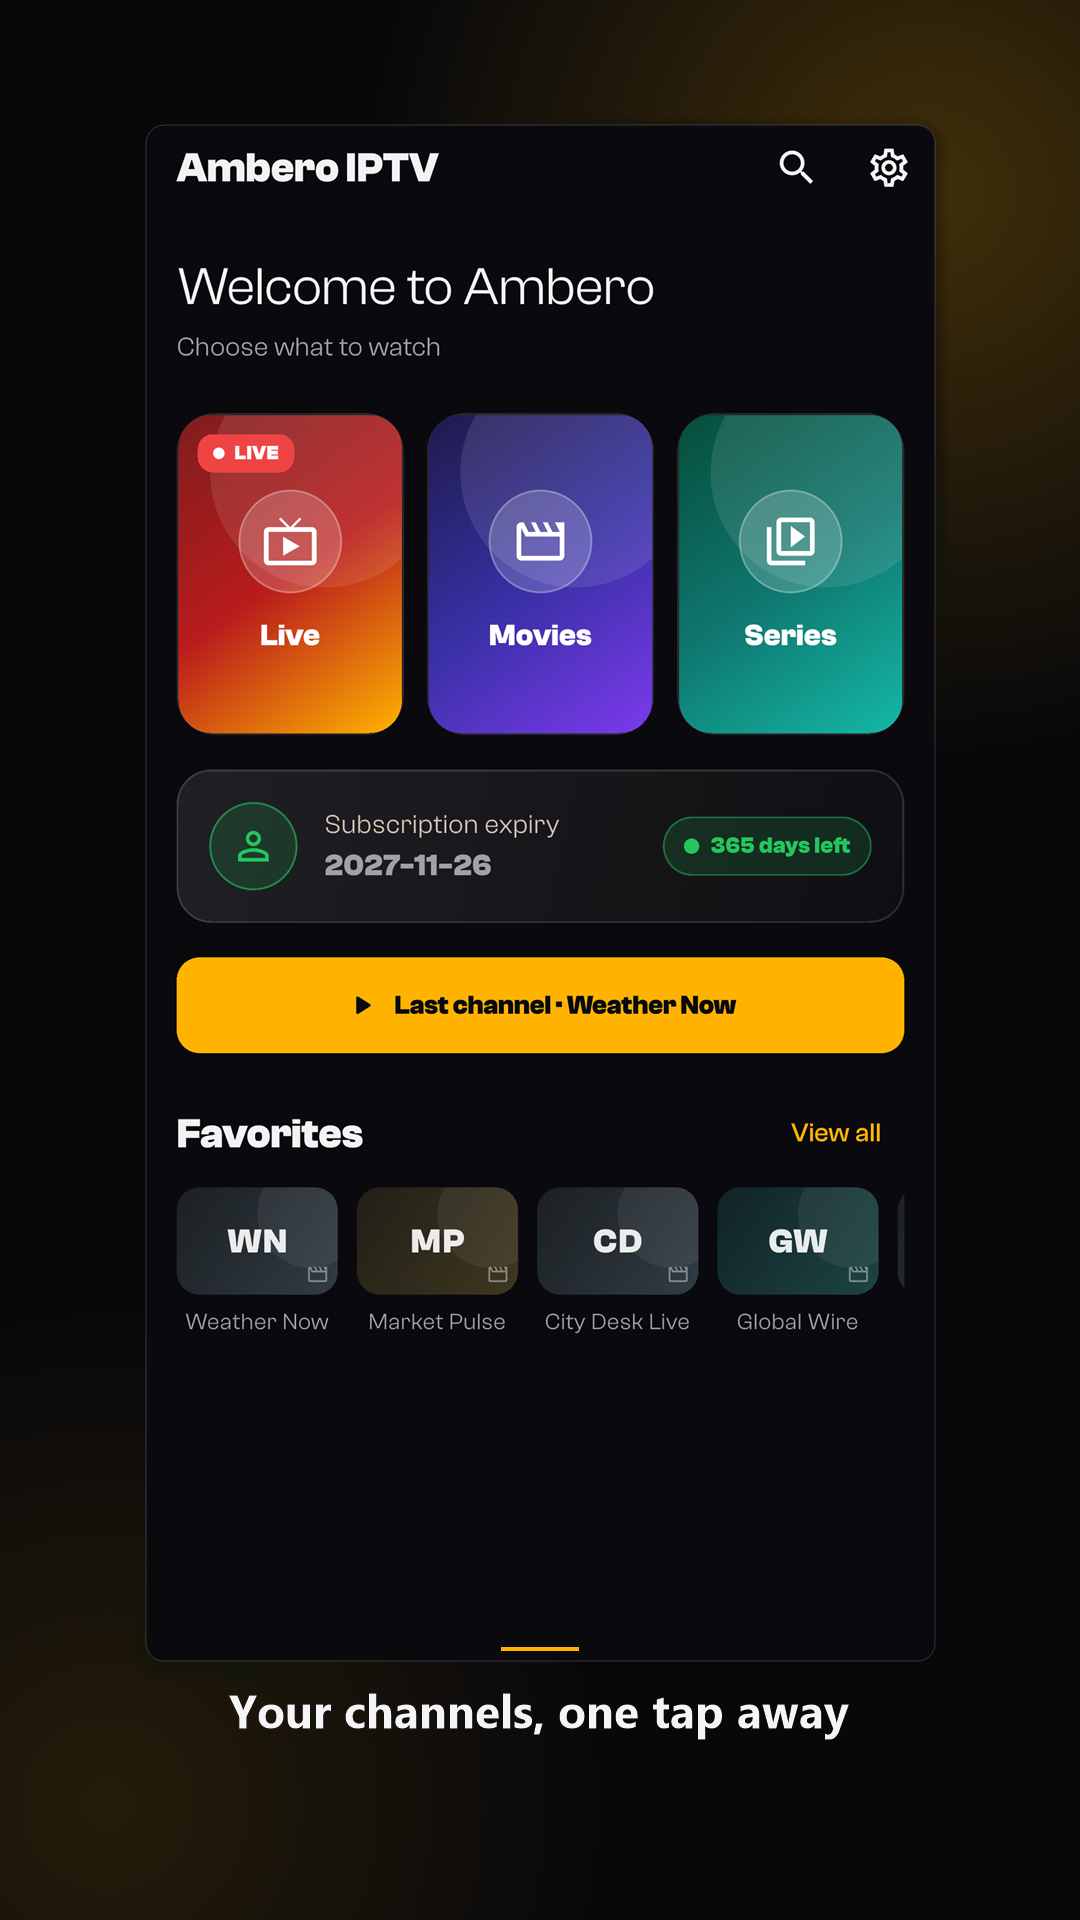 Ambero IPTV
Welcome to Ambero
Choose what to watch
LIVE
Live
Movies
Series
Subscription expiry
2027-11-26
365 days left
Last channel · Weather Now
Favorites
View all
WN
MP
CD
GW
Weather Now
Market Pulse
City Desk Live
Global Wire
Your channels, one tap away